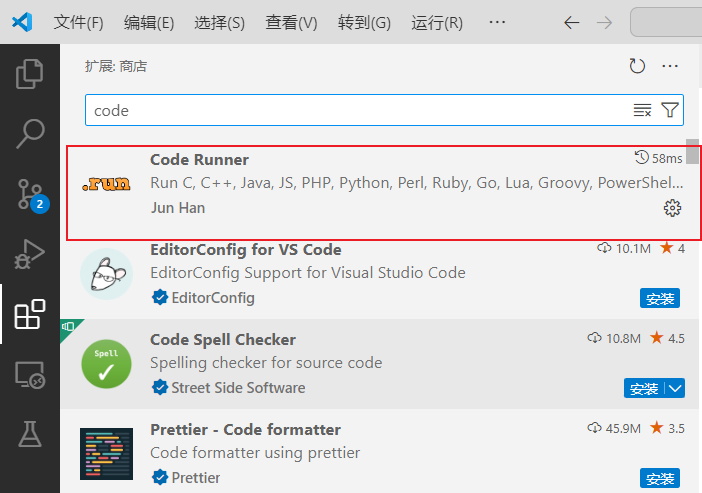 文件(F) 编辑(E) 选择(S) 查看(V) 转到(G) 运行(R) ···
扩展: 商店
code
Code Runner 58ms
.run
Run C, C++, Java, JS, PHP, Python, Perl, Ruby, Go, Lua, Groovy, PowerShel...
Jun Han
2
EditorConfig for VS Code 10.1M 4
EditorConfig Support for Visual Studio Code
EditorConfig 安装
Code Spell Checker 10.8M 4.5
Spell
Spelling checker for source code
Street Side Software 安装
Prettier - Code formatter 45.9M 3.5
Code formatter using prettier
Prettier 安装